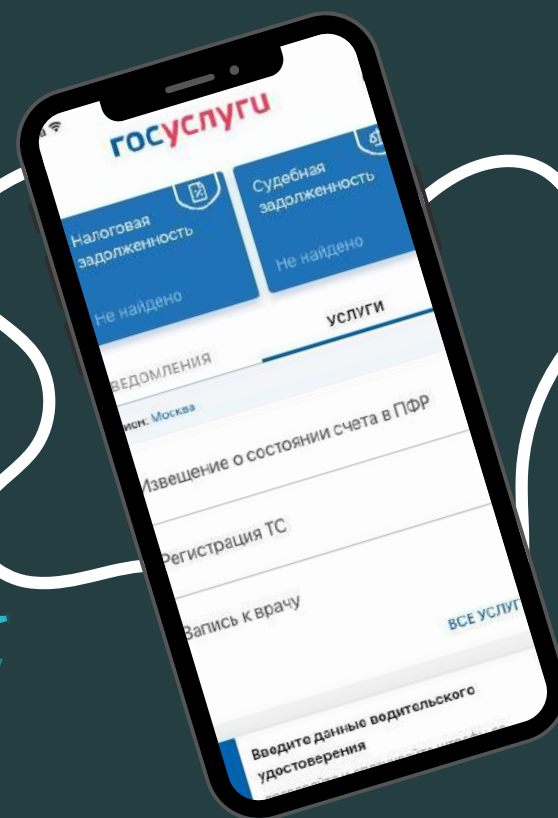 госуслуги
Налоговая
задолженность
Не найдено
Судебная
задолженность
Не найдено
ВЕДОМЛЕНИЯ
УСЛУГИ
ион: Москва
Извещение о состоянии счета в ПФР
Регистрация ТС
Запись к врачу
ВСЕ УСЛУГ
Введите данные водительского
удостоверения